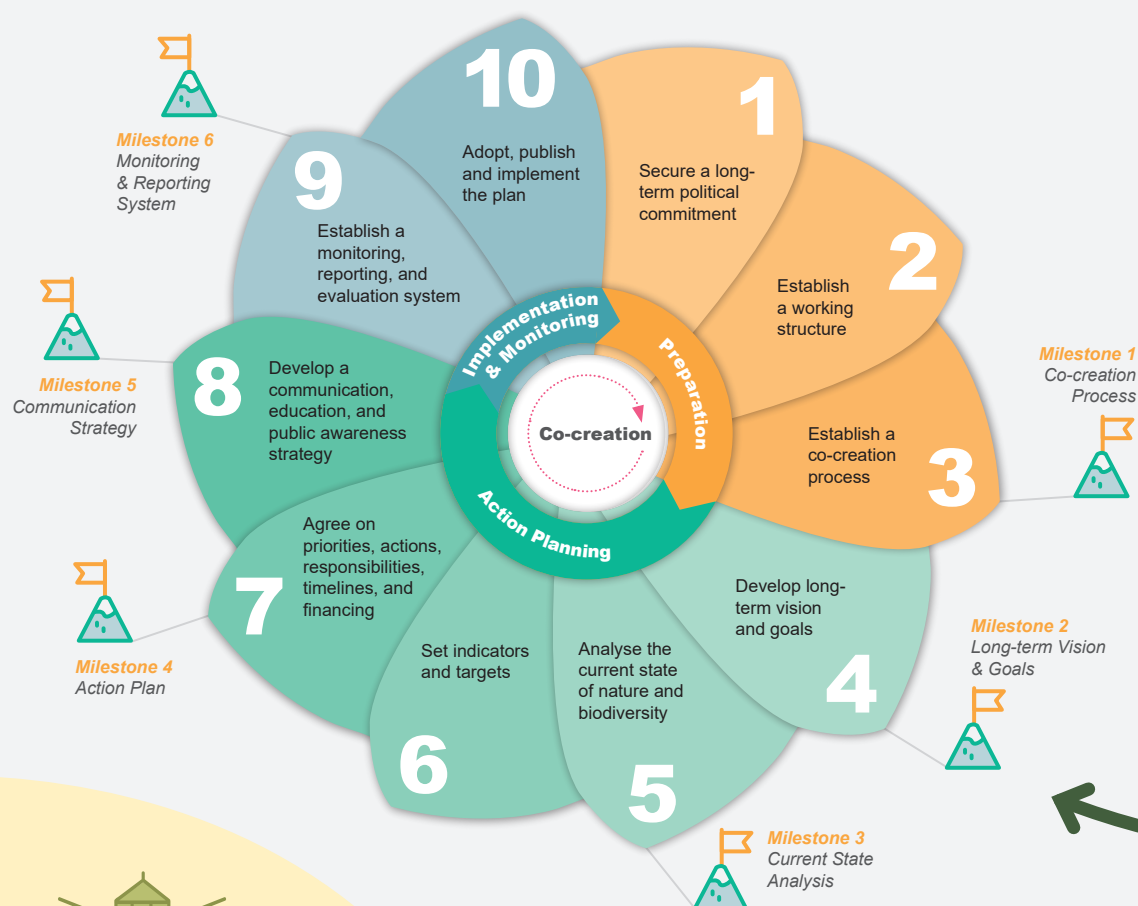 10
Adopt, publish
and implement
the plan
1
Secure a long-
term political
commitment
2
Establish
a working
structure
3
Establish a
co-creation
process
4
Develop long-
term vision
and goals
5
Analyse the
current state
of nature and
biodiversity
6
Set indicators
and targets
7
Agree on
priorities, actions,
responsibilities,
timelines, and
financing
8
Develop a
communication,
education, and
public awareness
strategy
9
Establish a
monitoring,
reporting, and
evaluation system
Implementation
& Monitoring
Preparation
Action Planning
Co-creation
Milestone 1
Co-creation
Process
Milestone 2
Long-term Vision
& Goals
Milestone 3
Current State
Analysis
Milestone 4
Action Plan
Milestone 5
Communication
Strategy
Milestone 6
Monitoring
& Reporting
System